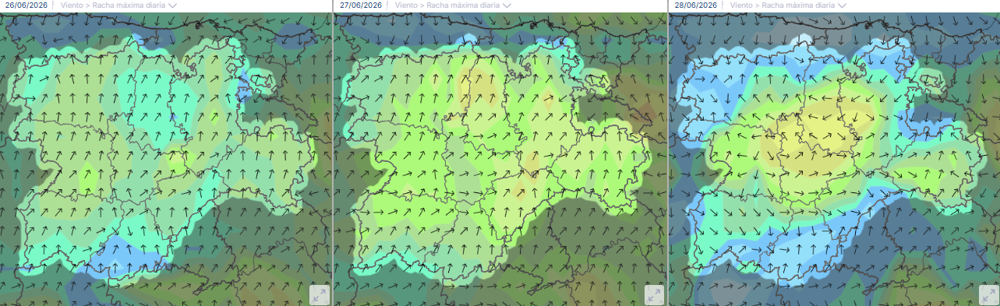 26/06/2026 Viento > Racha máxima diaria
27/06/2026 Viento > Racha máxima diaria
28/06/2026 Viento > Racha máxima diaria